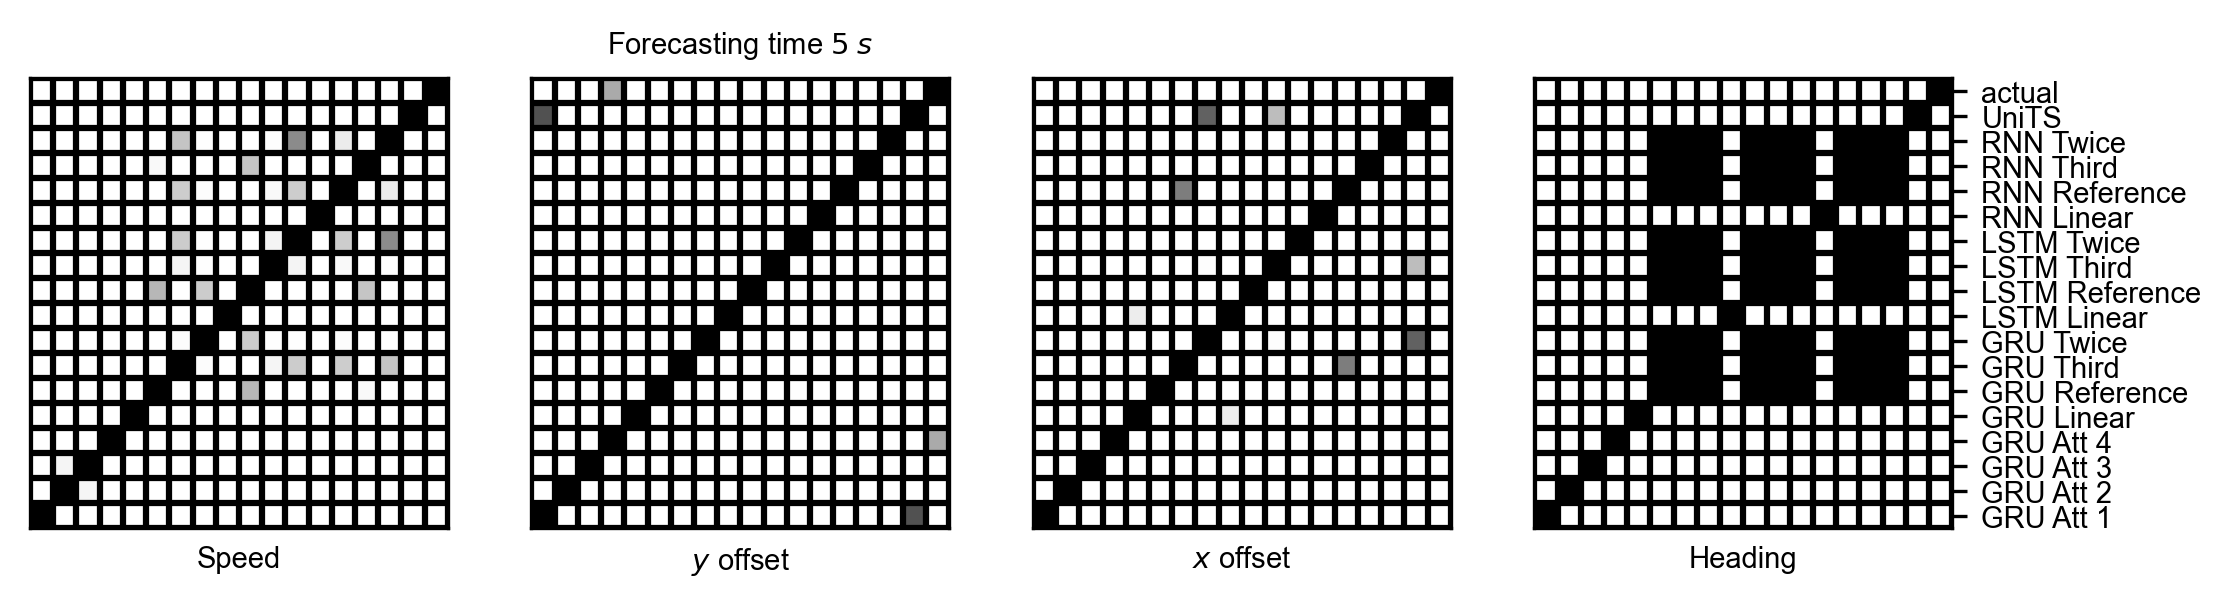 Forecasting time 5 s
actual
UniTS
RNN Twice
RNN Third
RNN Reference
RNN Linear
LSTM Twice
LSTM Third
LSTM Reference
LSTM Linear
GRU Twice
GRU Third
GRU Reference
GRU Linear
GRU Att 4
GRU Att 3
GRU Att 2
GRU Att 1
Speed
y offset
x offset
Heading